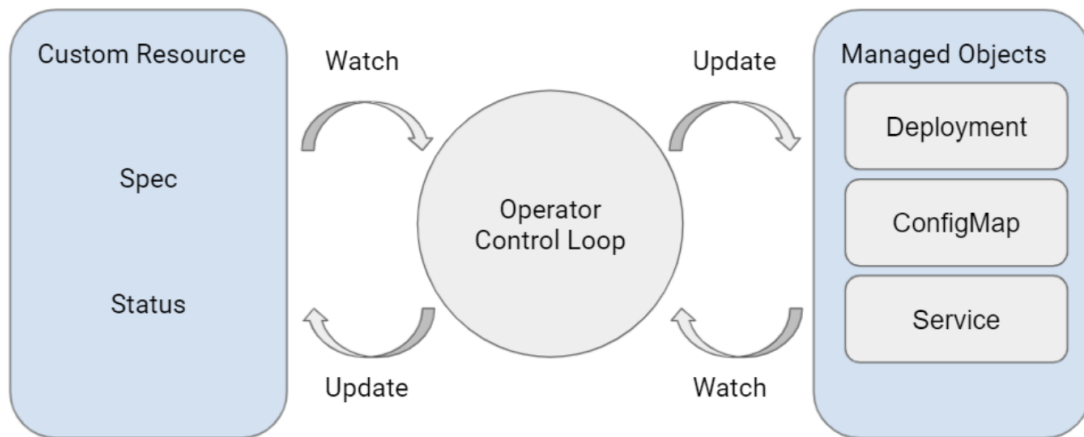 Custom Resource
Spec
Status
Watch
Update
Operator
Control Loop
Update
Watch
Managed Objects
Deployment
ConfigMap
Service